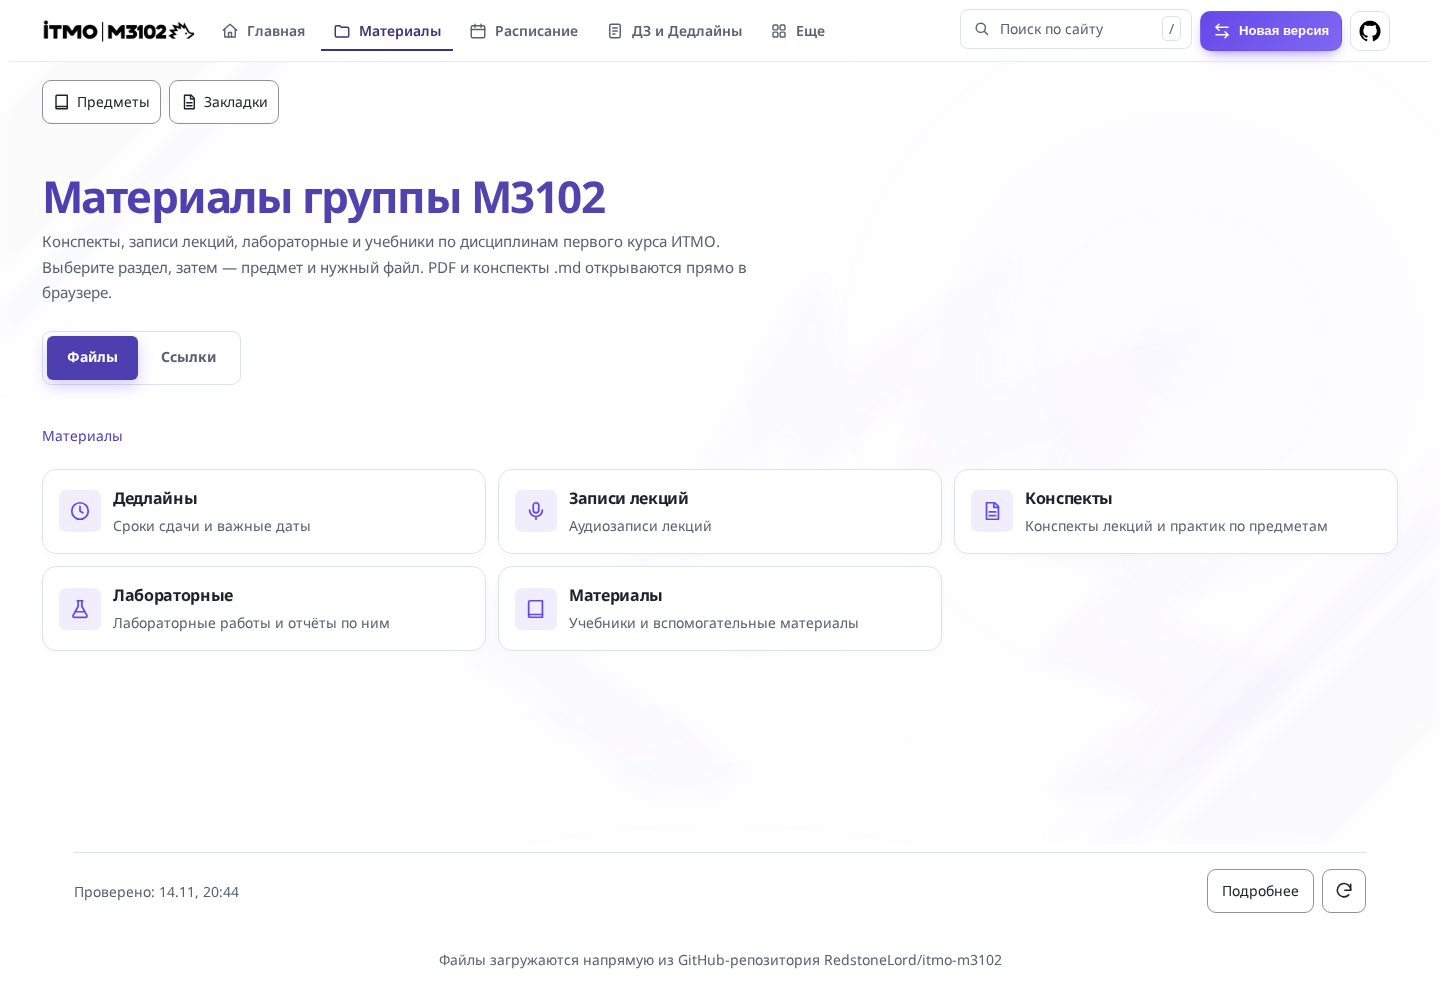 iTMO | M3102
Главная
Материалы
Расписание
ДЗ и Дедлайны
Еще
Поиск по сайту
/
Новая версия
Предметы
Закладки
Материалы группы M3102
Конспекты, записи лекций, лабораторные и учебники по дисциплинам первого курса ИТМО.
Выберите раздел, затем — предмет и нужный файл. PDF и конспекты .md открываются прямо в
браузере.
Файлы
Ссылки
Материалы
Дедлайны
Сроки сдачи и важные даты
Записи лекций
Аудиозаписи лекций
Конспекты
Конспекты лекций и практик по предметам
Лабораторные
Лабораторные работы и отчёты по ним
Материалы
Учебники и вспомогательные материалы
Проверено: 14.11, 20:44
Подробнее
Файлы загружаются напрямую из GitHub-репозитория RedstoneLord/itmo-m3102